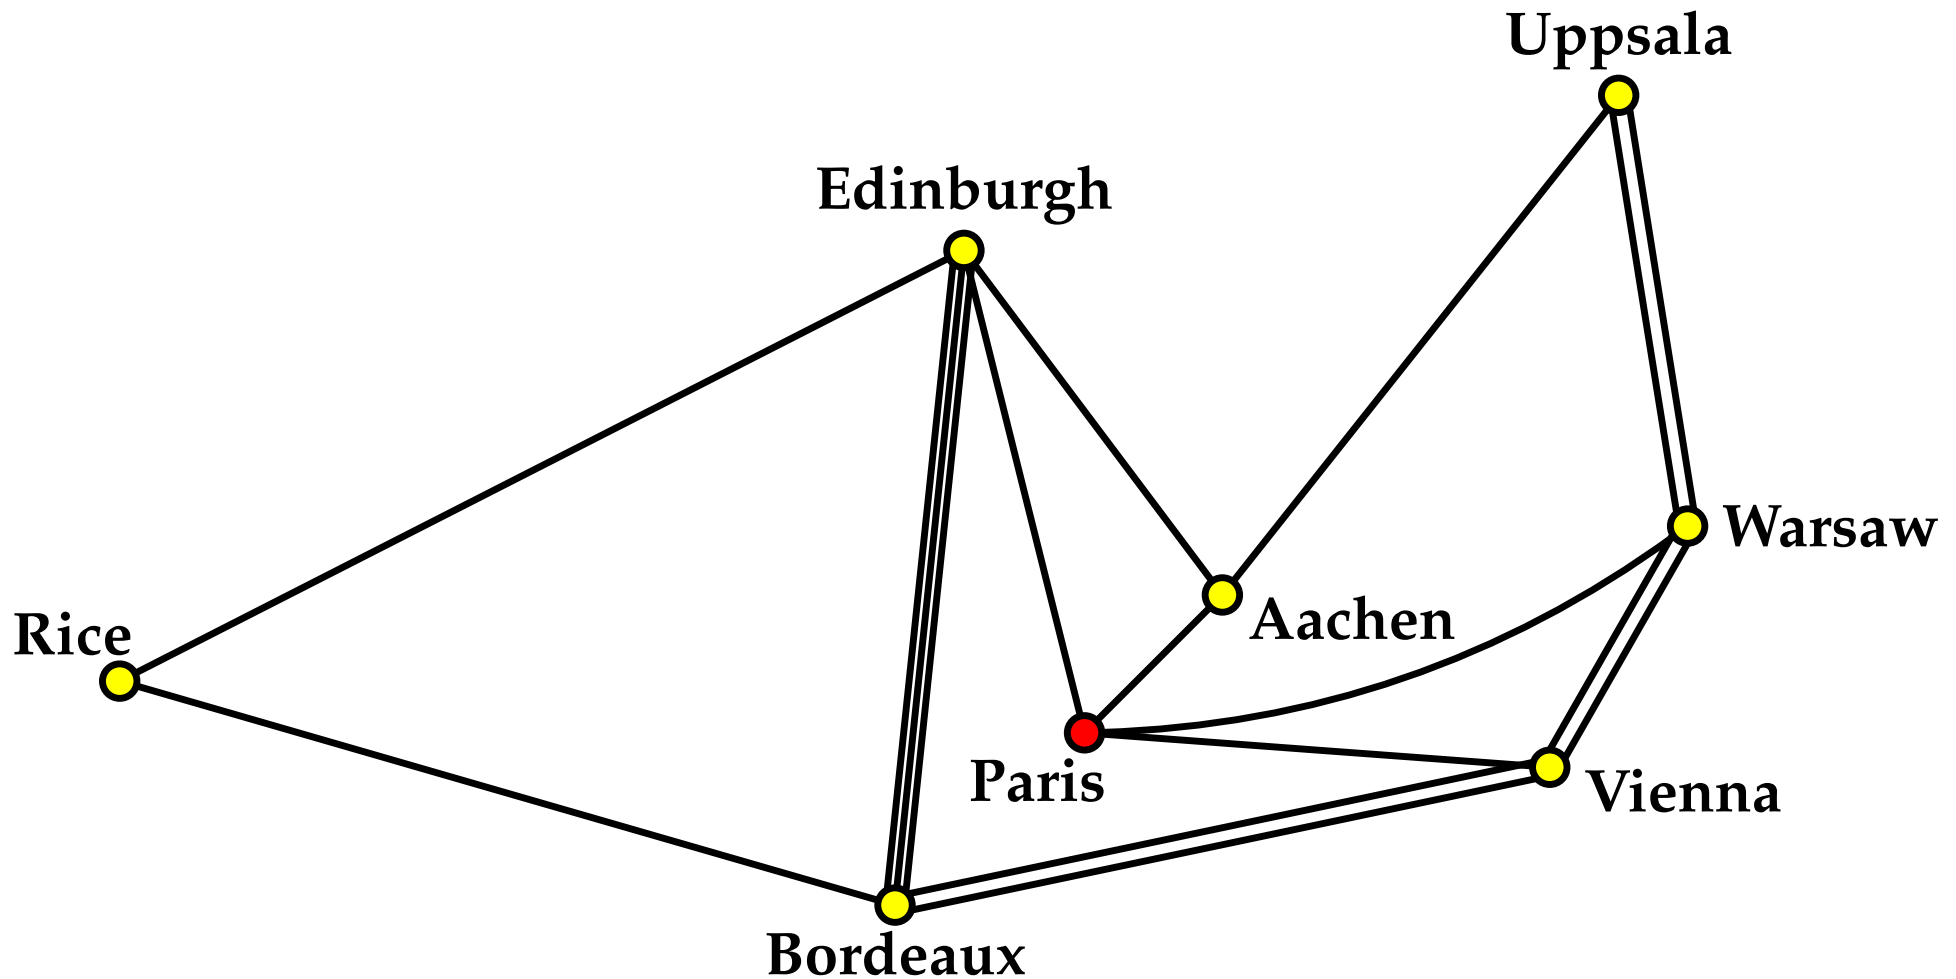 Uppsala
Edinburgh
Warsaw
Rice
Aachen
Paris
Vienna
Bordeaux